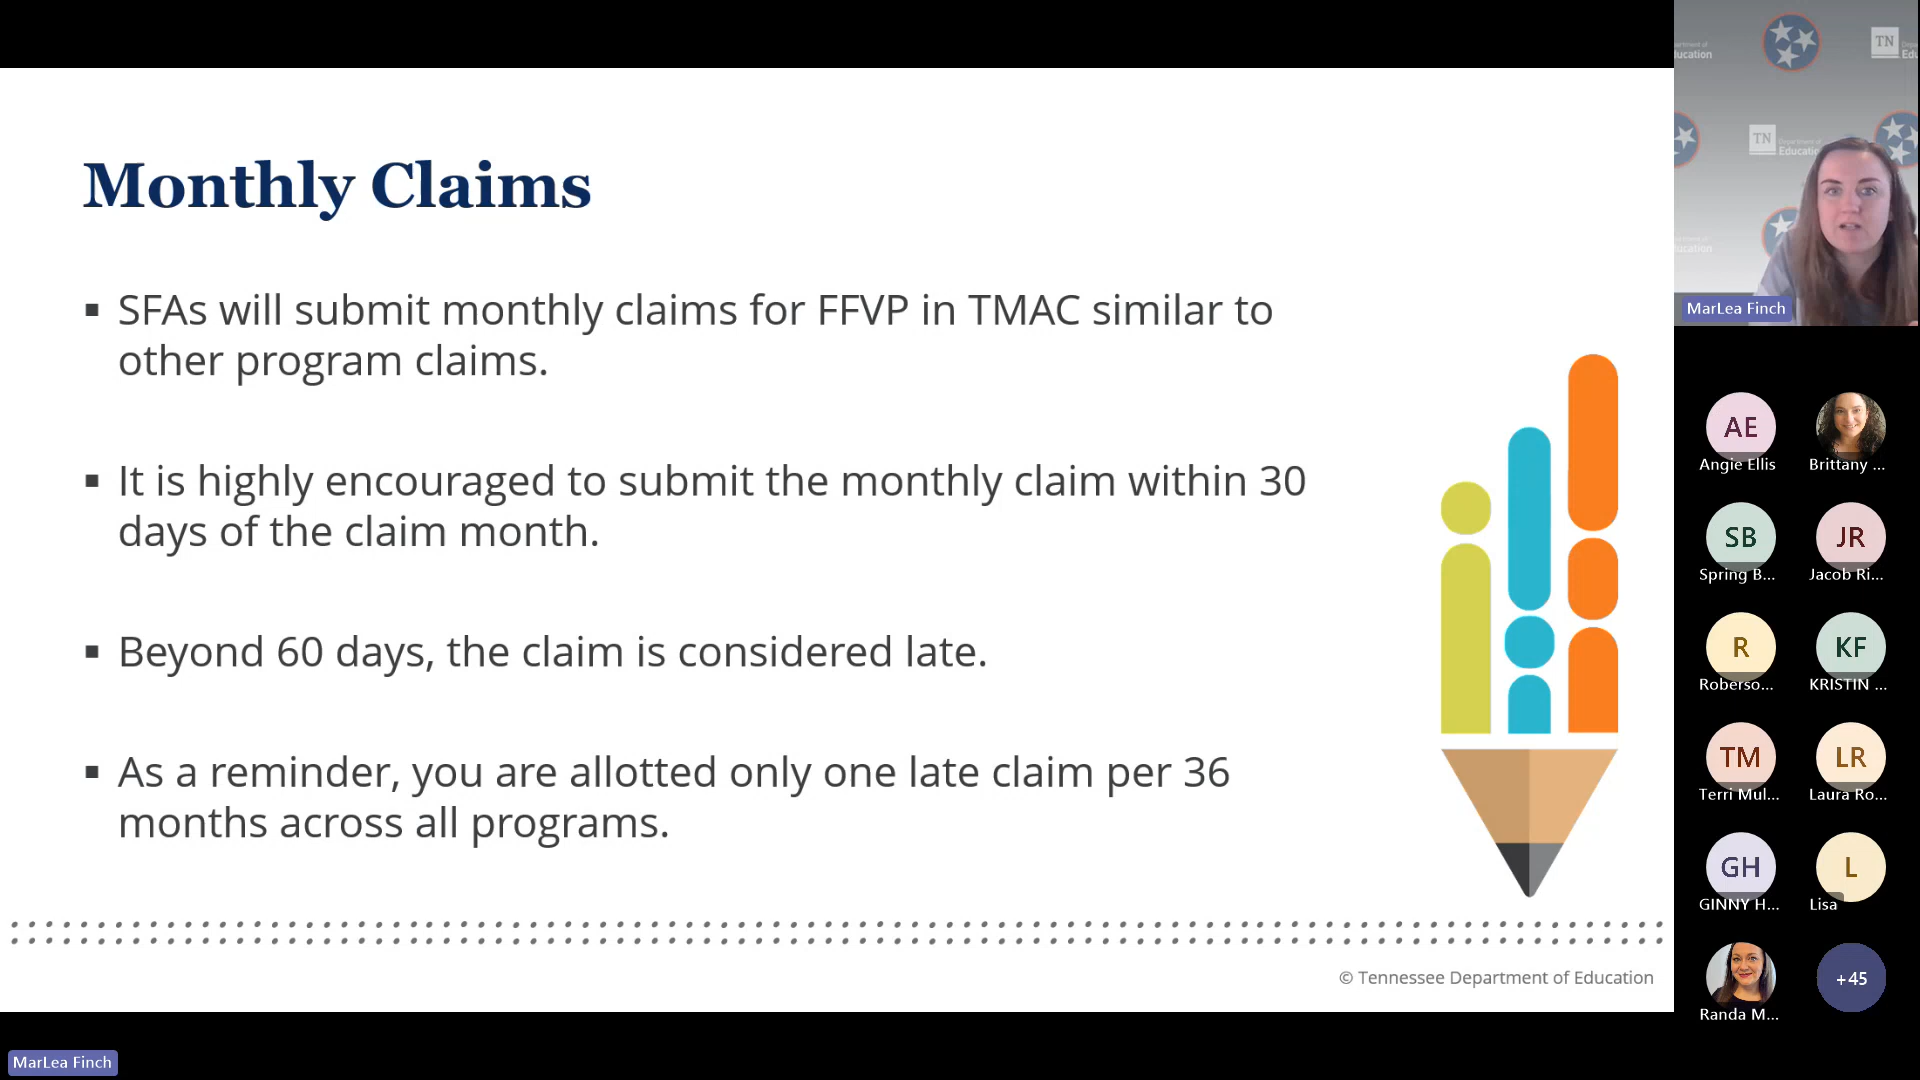 Monthly Claims
▪ SFAs will submit monthly claims for FFVP in TMAC similar to
other program claims.
▪ It is highly encouraged to submit the monthly claim within 30
days of the claim month.
▪ Beyond 60 days, the claim is considered late.
▪ As a reminder, you are allotted only one late claim per 36
months across all programs.
© Tennessee Department of Education
MarLea Finch
TN
TN
Education
MarLea Finch
AE
Angie Ellis
Brittany ...
SB
Spring B...
JR
Jacob Ri...
R
Roberso...
KF
KRISTIN ...
TM
Terri Mul...
LR
Laura Ro...
GH
GINNY H...
L
Lisa
Randa M...
+45